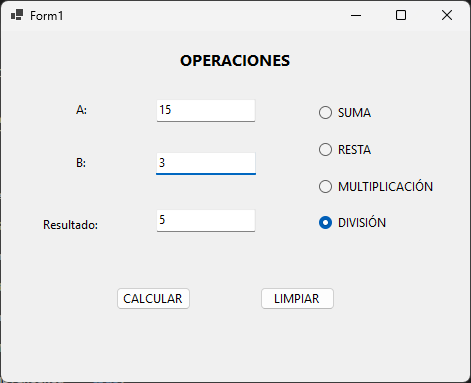 Form1
OPERACIONES
A: 15
SUMA
B: 3
RESTA
MULTIPLICACIÓN
Resultado: 5
DIVISIÓN
CALCULAR LIMPIAR